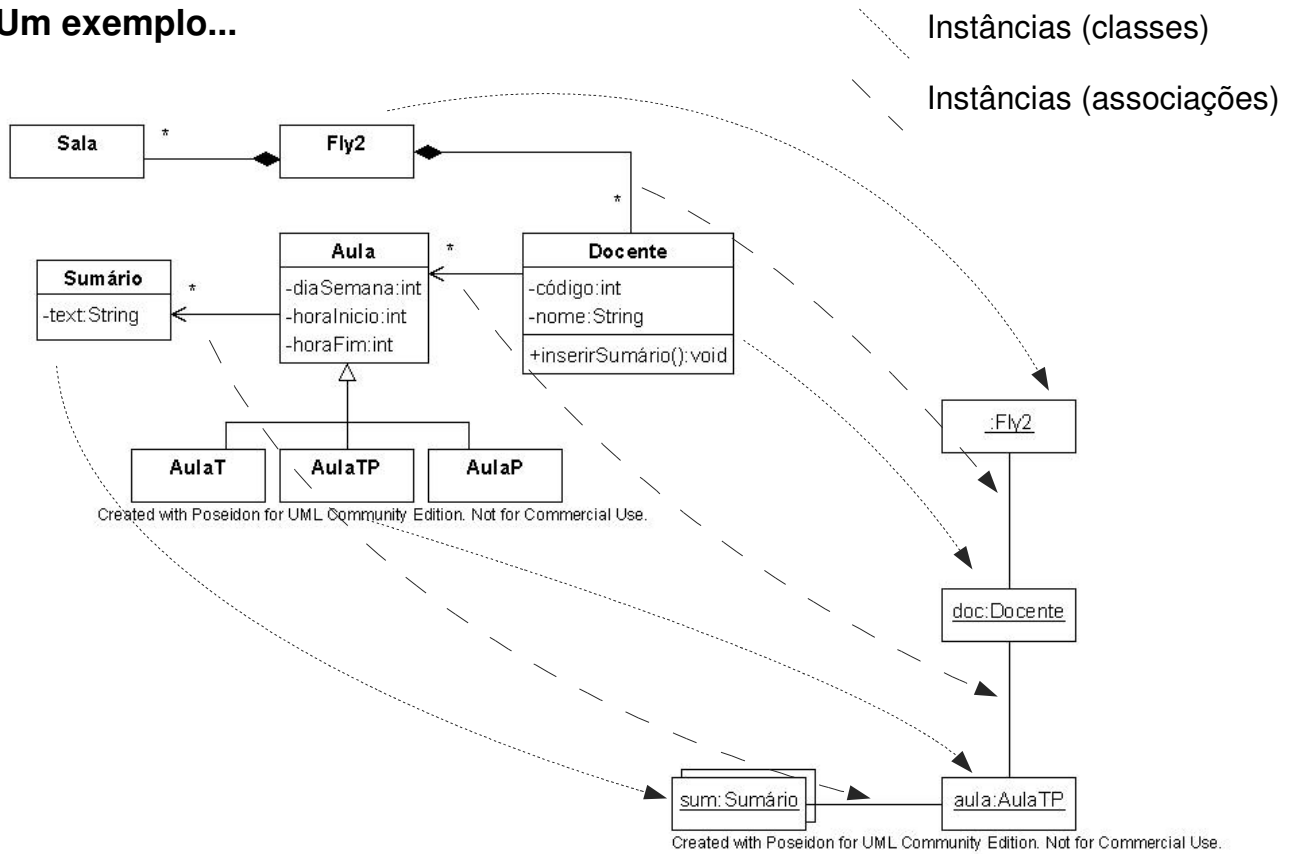 Um exemplo...
Instâncias (classes)
Instâncias (associações)
Sala
*
Fly2
*
Sumário
-text:String
*
Aula
-diaSemana:int
-horaInicio:int
-horaFim:int
*
Docente
-código:int
-nome:String
+inserirSumário():void
AulaT
AulaTP
AulaP
Created with Poseidon for UML Community Edition. Not for Commercial Use.
:Fly2
doc:Docente
sum:Sumário
aula:AulaTP
Created with Poseidon for UML Community Edition. Not for Commercial Use.